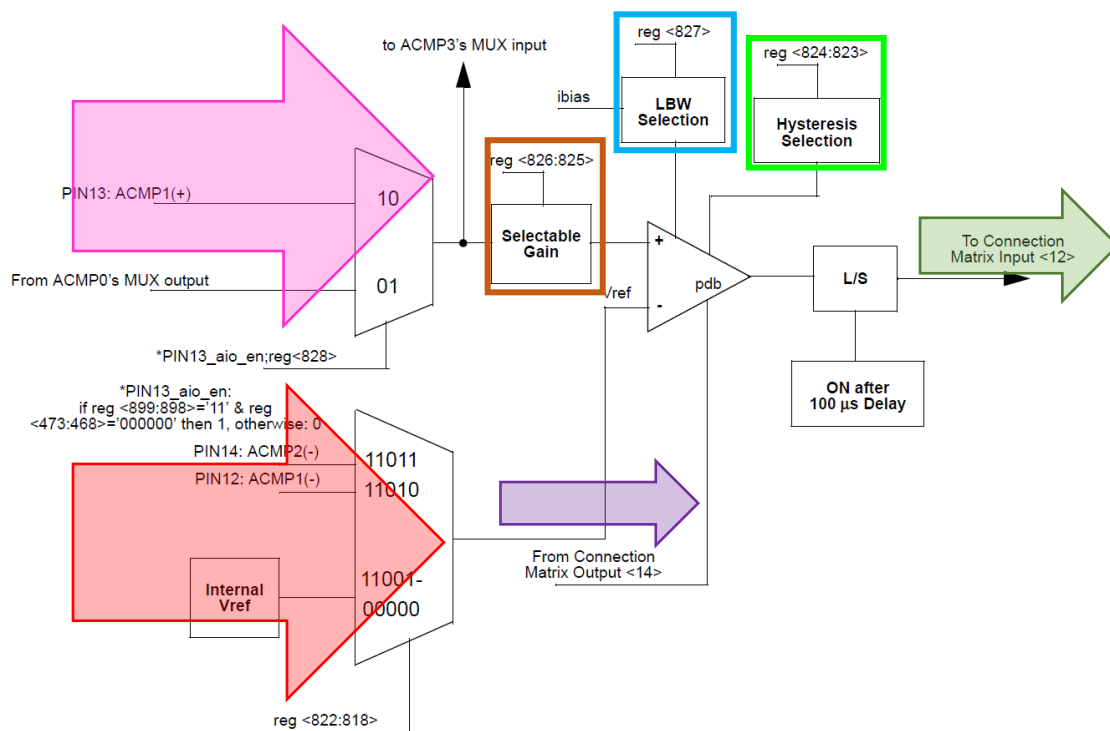 reg <827>
reg <824:823>
to ACMP3's MUX input
ibias
LBW
Selection
Hysteresis
Selection
reg <826:825>
PIN13: ACMP1(+)
10
Selectable
Gain
+
To Connection
Matrix Input <12>
From ACMP0's MUX output
01
Vref
-
pdb
L/S
*PIN13_aio_en;reg<828>
ON after
100 µs Delay
*PIN13_aio_en:
if reg <899:898>='11' & reg
<473:468>='000000' then 1, otherwise: 0
PIN14: ACMP2(-)
11011
PIN12: ACMP1(-)
11010
From Connection
Matrix Output <14>
Internal
Vref
11001-
00000
reg <822:818>